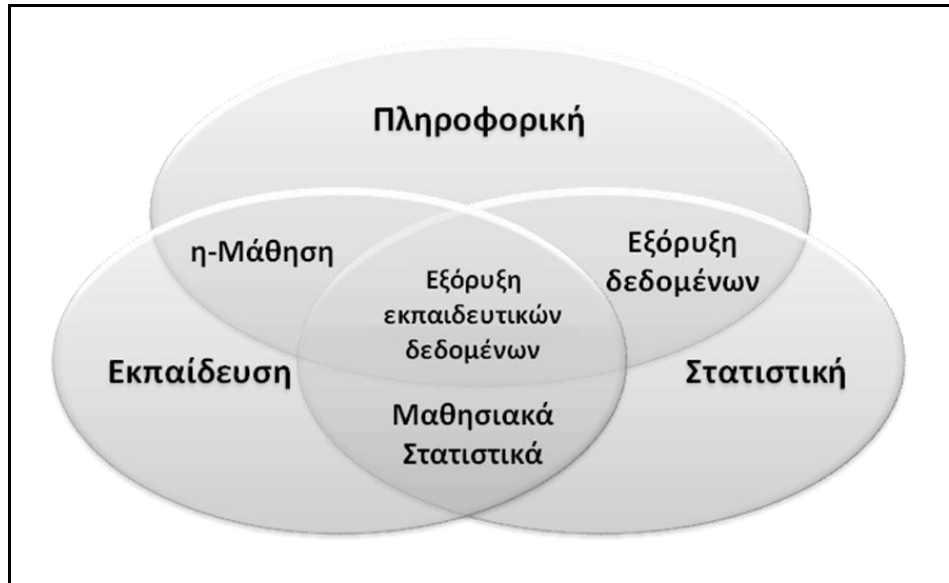 Πληροφορική
η-Μάθηση
Εξόρυξη
δεδομένων
Εξόρυξη
εκπαιδευτικών
δεδομένων
Εκπαίδευση
Στατιστική
Μαθησιακά
Στατιστικά